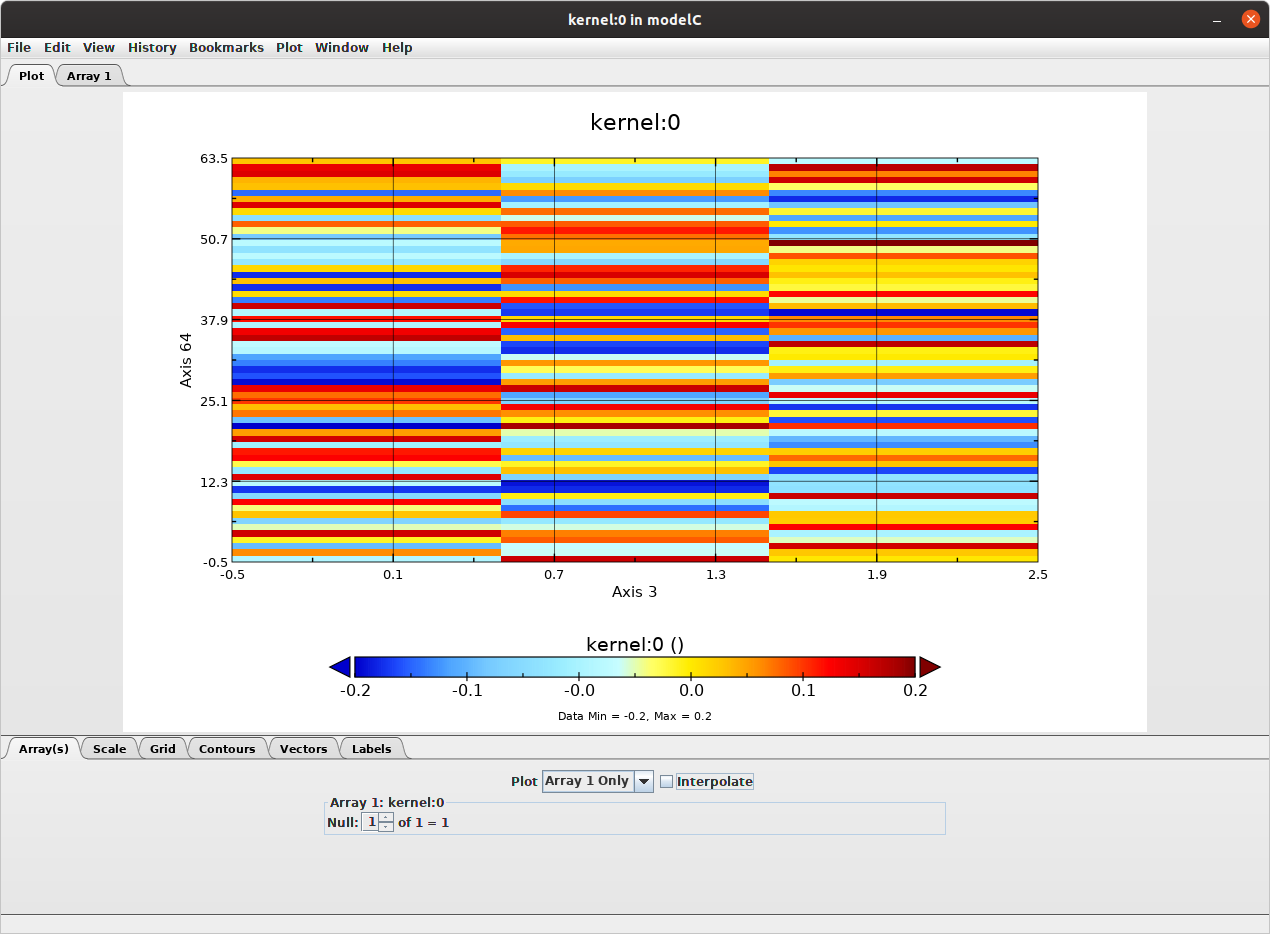 kernel:0 in modelC
File Edit View History Bookmarks Plot Window Help
Plot Array 1
kernel:0
63.5
50.7
37.9
25.1
12.3
-0.5
Axis 64
-0.5 0.1 0.7 1.3 1.9 2.5
Axis 3
kernel:0 ()
-0.2 -0.1 -0.0 0.0 0.1 0.2
Data Min = -0.2, Max = 0.2
Array(s) Scale Grid Contours Vectors Labels
Plot Array 1 Only Interpolate
Array 1: kernel:0
Null: 1 of 1 = 1